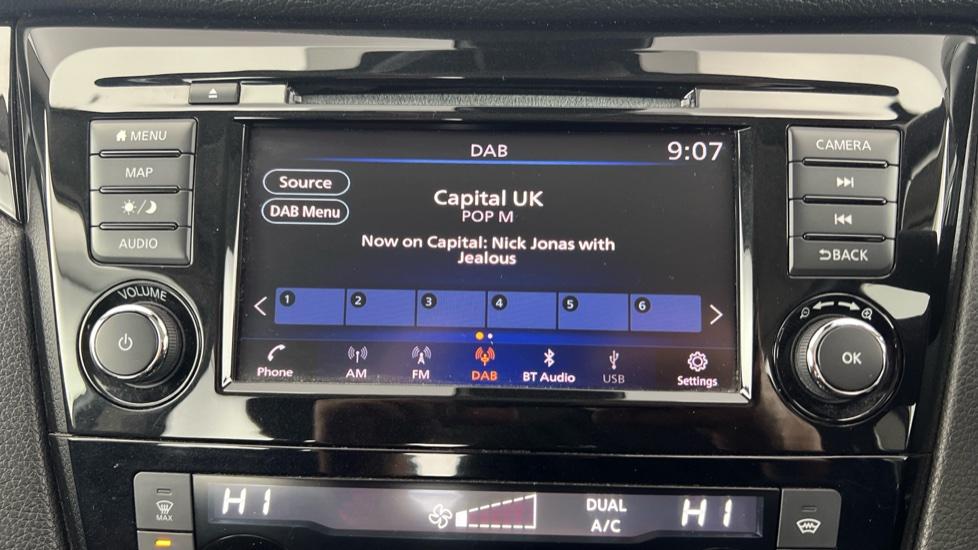 DAB
9:07
MENU
CAMERA
Source
Capital UK
MAP
DAB Menu
POP M
Now on Capital: Nick Jonas with
Jealous
AUDIO
BACK
VOLUME
1 2 3 4 5 6
OK
Phone AM FM DAB BT Audio USB Settings
MAX
HI
DUAL
A/C
HI